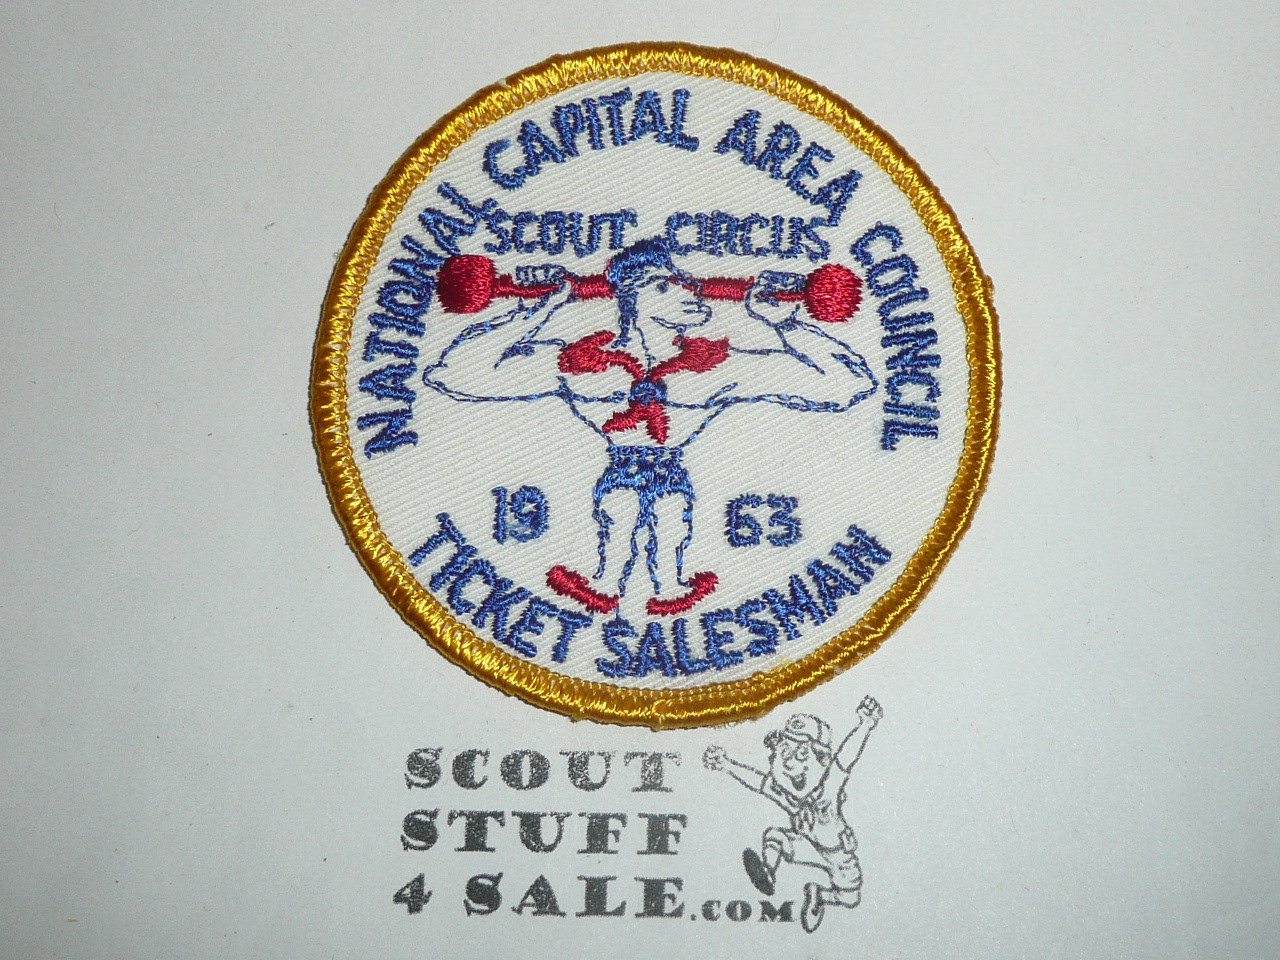 NATIONAL CAPITAL AREA COUNCIL
SCOUT CIRCUS
19 63
TICKET SALESMAN
SCOUT
STUFF
4 SALE.COM